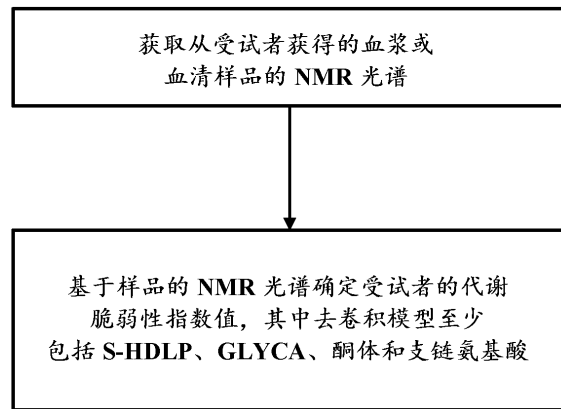 获取从受试者获得的血浆或
血清样品的 NMR 光谱
基于样品的 NMR 光谱确定受试者的代谢
脆弱性指数值，其中去卷积模型至少
包括 S-HDLP、GLYCA、酮体和支链氨基酸